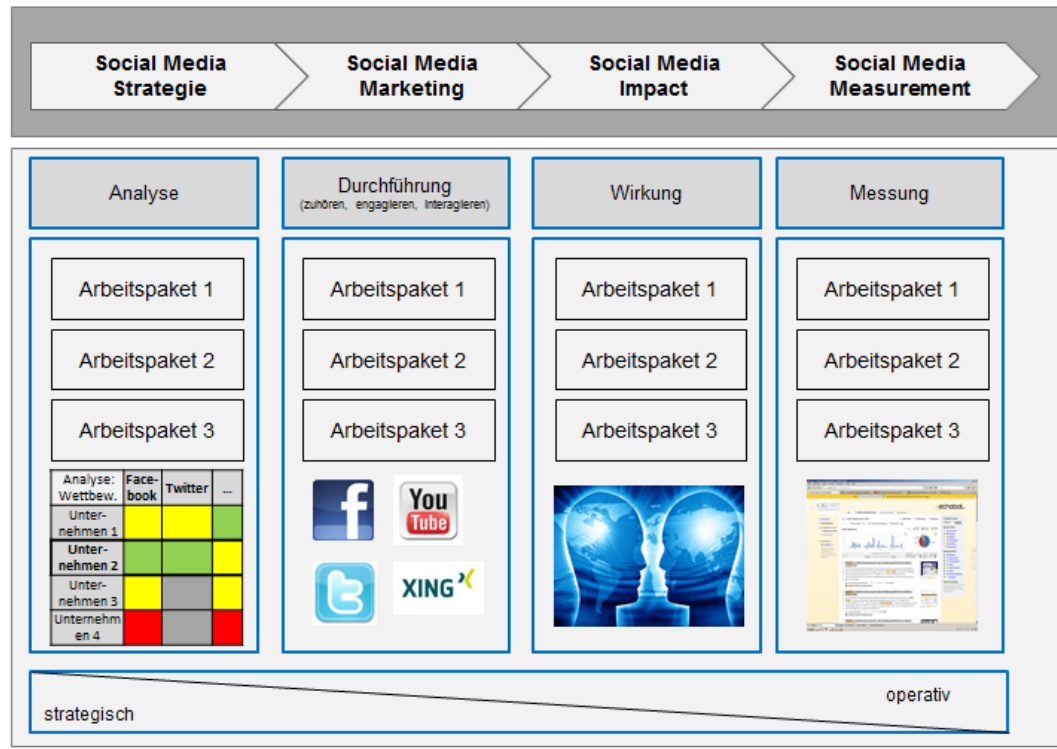 Social Media
Strategie
Social Media
Marketing
Social Media
Impact
Social Media
Measurement
Analyse
Durchführung
(zuhören, engagieren, interagieren)
Wirkung
Messung
Arbeitspaket 1
Arbeitspaket 2
Arbeitspaket 3
Analyse:
Wettbew.
Face-
book
Twitter
...
Unter-
nehmen 1
Unter-
nehmen 2
Unter-
nehmen 3
Unternehm
en 4
Arbeitspaket 1
Arbeitspaket 2
Arbeitspaket 3
f
You
Tube
t
XING
Arbeitspaket 1
Arbeitspaket 2
Arbeitspaket 3
Arbeitspaket 1
Arbeitspaket 2
Arbeitspaket 3
echobot.
strategisch
operativ